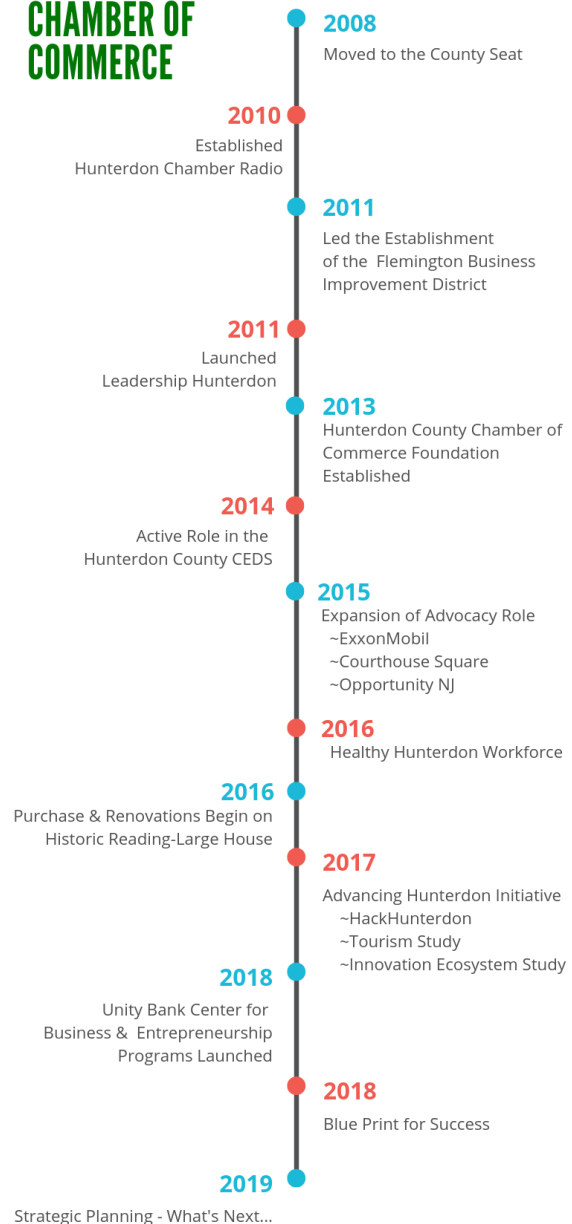 CHAMBER OF
COMMERCE
2008
Moved to the County Seat
2010
Established
Hunterdon Chamber Radio
2011
Led the Establishment
of the  Flemington Business
Improvement District
2011
Launched
Leadership Hunterdon
2013
Hunterdon County Chamber of
Commerce Foundation
Established
2014
Active Role in the
Hunterdon County CEDS
2015
Expansion of Advocacy Role
~ExxonMobil
~Courthouse Square
~Opportunity NJ
2016
Healthy Hunterdon Workforce
2016
Purchase & Renovations Begin on
Historic Reading-Large House
2017
Advancing Hunterdon Initiative
~HackHunterdon
~Tourism Study
~Innovation Ecosystem Study
2018
Unity Bank Center for
Business &  Entrepreneurship
Programs Launched
2018
Blue Print for Success
2019
Strategic Planning - What's Next...